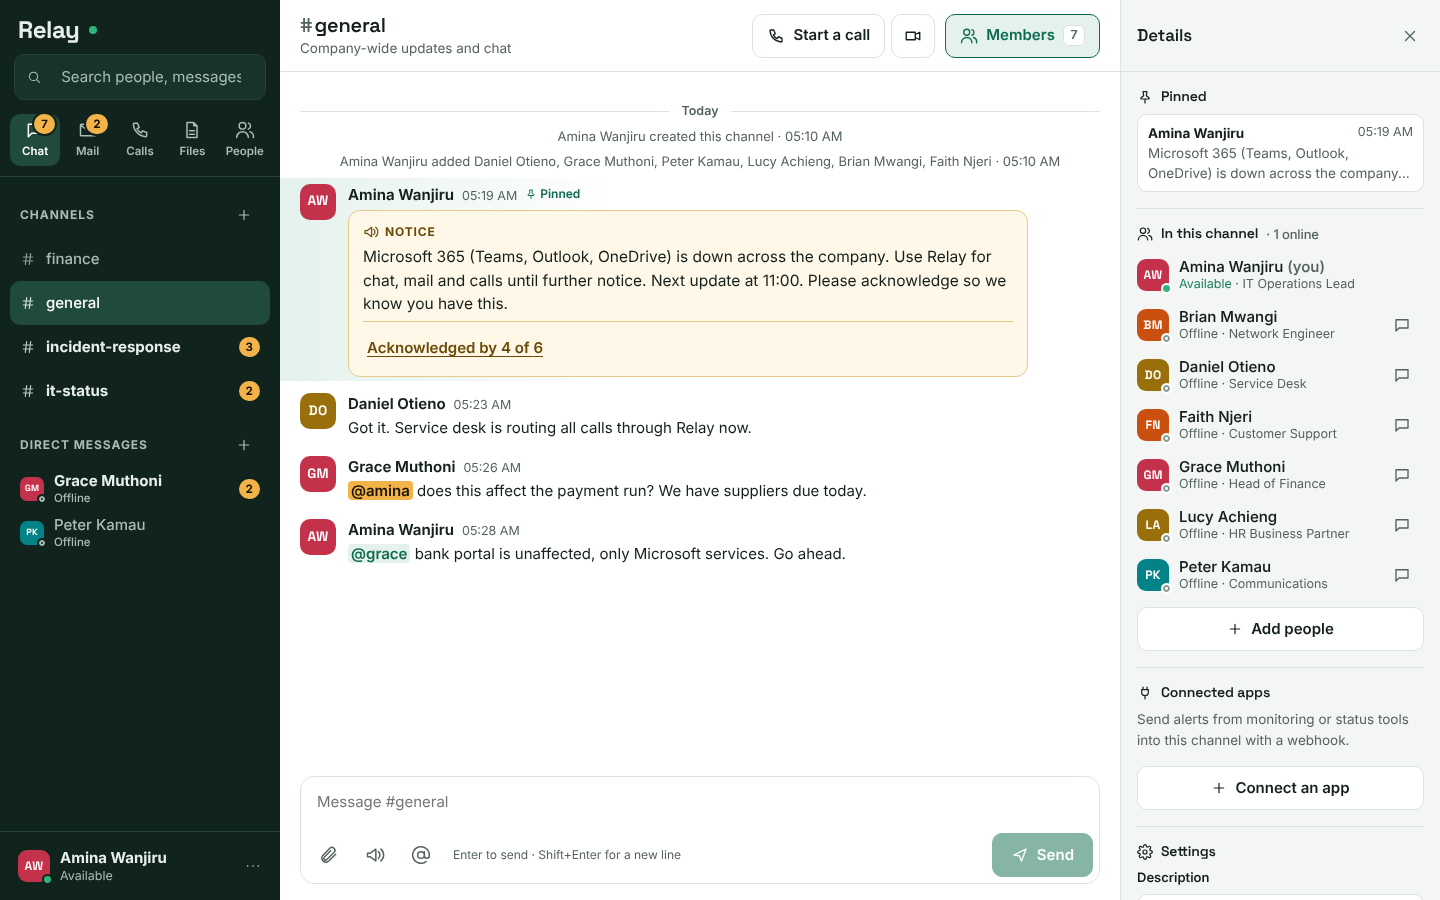 Relay
Search people, messages
7
2
Chat
Mail
Calls
Files
People
CHANNELS
# finance
# general
# incident-response 3
# it-status 2
DIRECT MESSAGES
GM
Grace Muthoni
Offline
2
PK
Peter Kamau
Offline
AW
Amina Wanjiru
Available
#general
Company-wide updates and chat
Start a call
Members 7
Today
Amina Wanjiru created this channel · 05:10 AM
Amina Wanjiru added Daniel Otieno, Grace Muthoni, Peter Kamau, Lucy Achieng, Brian Mwangi, Faith Njeri · 05:10 AM
AW
Amina Wanjiru 05:19 AM Pinned
NOTICE
Microsoft 365 (Teams, Outlook, OneDrive) is down across the company. Use Relay for
chat, mail and calls until further notice. Next update at 11:00. Please acknowledge so we
know you have this.
Acknowledged by 4 of 6
DO
Daniel Otieno 05:23 AM
Got it. Service desk is routing all calls through Relay now.
GM
Grace Muthoni 05:26 AM
@amina does this affect the payment run? We have suppliers due today.
AW
Amina Wanjiru 05:28 AM
@grace bank portal is unaffected, only Microsoft services. Go ahead.
Message #general
Enter to send · Shift+Enter for a new line
Send
Details
Pinned
Amina Wanjiru 05:19 AM
Microsoft 365 (Teams, Outlook,
OneDrive) is down across the company...
In this channel · 1 online
AW
Amina Wanjiru (you)
Available · IT Operations Lead
BM
Brian Mwangi
Offline · Network Engineer
DO
Daniel Otieno
Offline · Service Desk
FN
Faith Njeri
Offline · Customer Support
GM
Grace Muthoni
Offline · Head of Finance
LA
Lucy Achieng
Offline · HR Business Partner
PK
Peter Kamau
Offline · Communications
Add people
Connected apps
Send alerts from monitoring or status tools
into this channel with a webhook.
Connect an app
Settings
Description